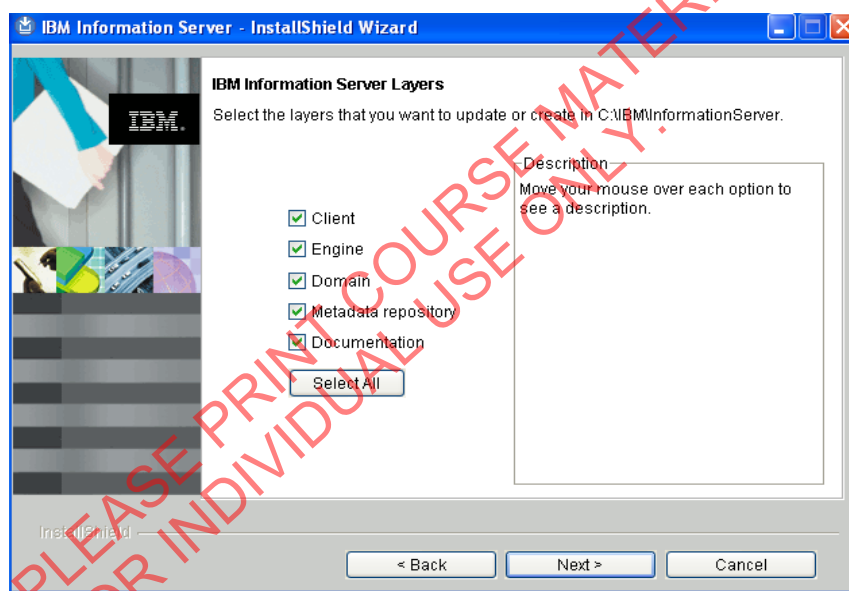 IBM Information Server - InstallShield Wizard
IBM.
IBM Information Server Layers
Select the layers that you want to update or create in C:\IBM\InformationServer.
Description
Move your mouse over each option to
see a description.
Client
Engine
Domain
Metadata repository
Documentation
Select All
InstallShield
< Back
Next >
Cancel
PLEASE PRINT COURSE MATER
OR INDIVIDUAL USE ONLY.